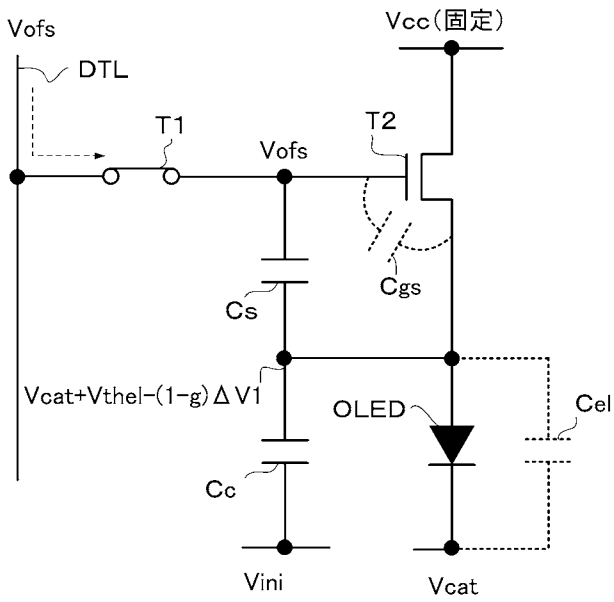 Vcc(固定)
Vofs
DTL
T1
T2
Vofs
Cgs
Cs
Vcat+Vthel-(1-g)ΔV1
OLED
Cel
Cc
Vini
Vcat